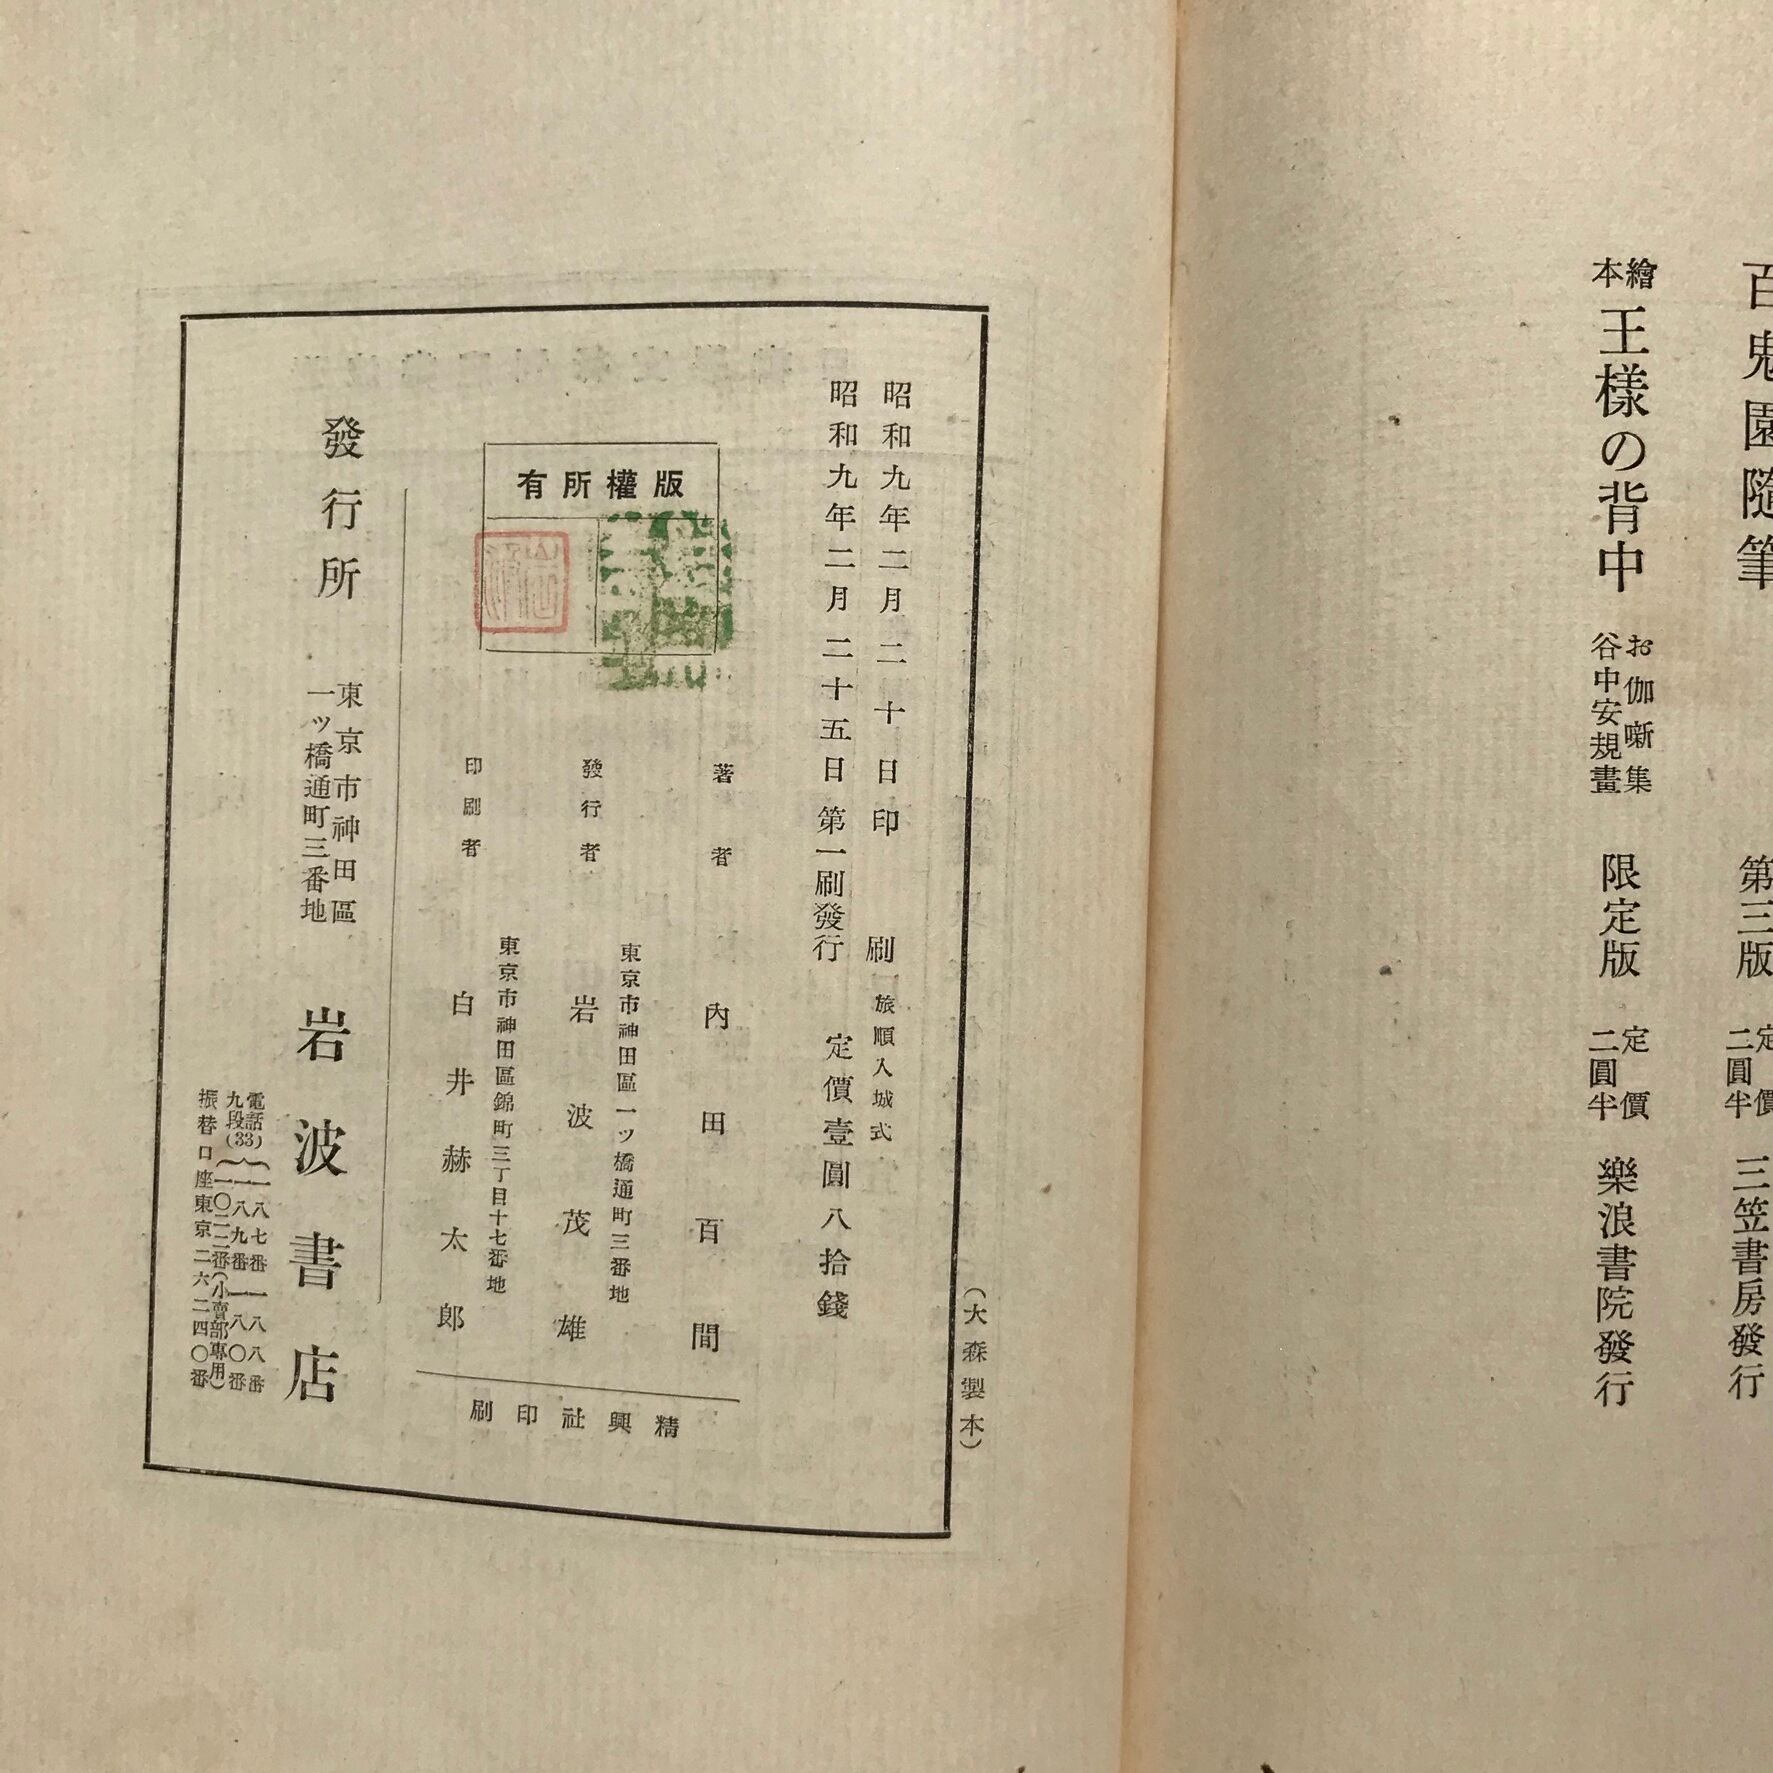 百鬼園隨筆
第三版
定價
二圓半
三笠書房發行
繪本
王樣の背中
お伽噺集
谷中安規畫
限定版
定價
二圓半
樂浪書院發行
(大森製本)
昭和九年二月二十日印刷
旅順入城式
昭和九年二月二十五日第一刷發行
定價壹圓八拾錢
版權所有
著者
內田百間
發行者
東京市神田區一ツ橋通町三番地
岩波茂雄
印刷者
東京市神田區錦町三丁目十七番地
白井赫太郎
精興社印刷
發行所
東京市神田區
一ツ橋通町三番地
岩波書店
電話
九段(33)
一八七番 一八八番
一八九番 一八〇番
一〇二二番(小賣部專用)
振替口座東京二六二四〇番